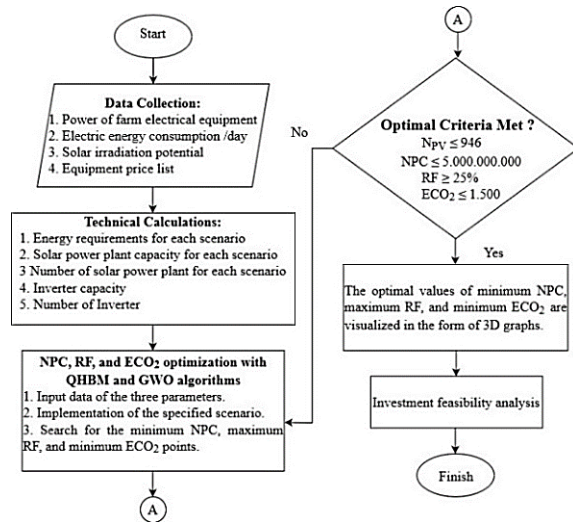 Start
Data Collection:
1. Power of farm electrical equipment
2. Electric energy consumption /day
3. Solar irradiation potential
4. Equipment price list
Technical Calculations:
1. Energy requirements for each scenario
2. Solar power plant capacity for each scenario
3 Number of solar power plant for each scenario
4. Inverter capacity
5. Number of Inverter
NPC, RF, and ECO₂ optimization with
QHBM and GWO algorithms
1. Input data of the three parameters.
2. Implementation of the specified scenario.
3. Search for the minimum NPC, maximum
RF, and minimum ECO₂ points.
A
A
No
Optimal Criteria Met ?
N_PV ≤ 946
NPC ≤ 5.000.000.000
RF ≥ 25%
ECO₂ ≤ 1.500
Yes
The optimal values of minimum NPC,
maximum RF, and minimum ECO₂ are
visualized in the form of 3D graphs.
Investment feasibility analysis
Finish